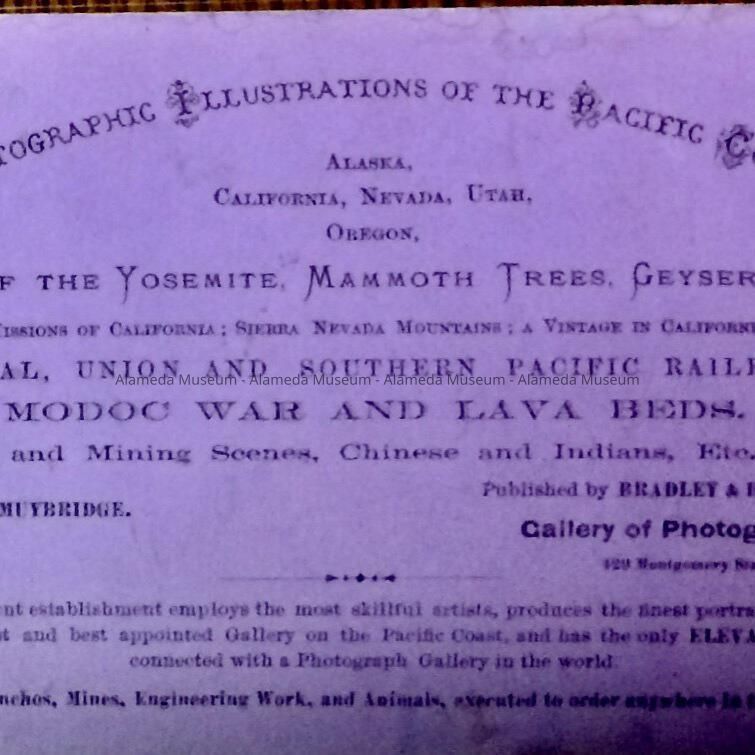 TOGRAPHIC ILLUSTRATIONS OF THE PACIFIC CO
ALASKA,
CALIFORNIA, NEVADA, UTAH,
OREGON,
F THE YOSEMITE, MAMMOTH TREES, GEYSER
ISSIONS OF CALIFORNIA; SIERRA NEVADA MOUNTAINS; A VINTAGE IN CALIFORN
AL, UNION AND SOUTHERN PACIFIC RAIL
Alameda Museum - Alameda Museum - Alameda Museum - Alameda Museum
MODOC WAR AND LAVA BEDS.
and Mining Scenes, Chinese and Indians, Etc.
Published by BRADLEY &
MUYBRIDGE.
Gallery of Photog
429 Montgomery
nt establishment employs the most skillful artists, produces the finest portra
t and best appointed Gallery on the Pacific Coast, and has the only ELEVA
connected with a Photograph Gallery in the world.
nchos, Mines, Engineering Work, and Animals, executed to order anywhere in